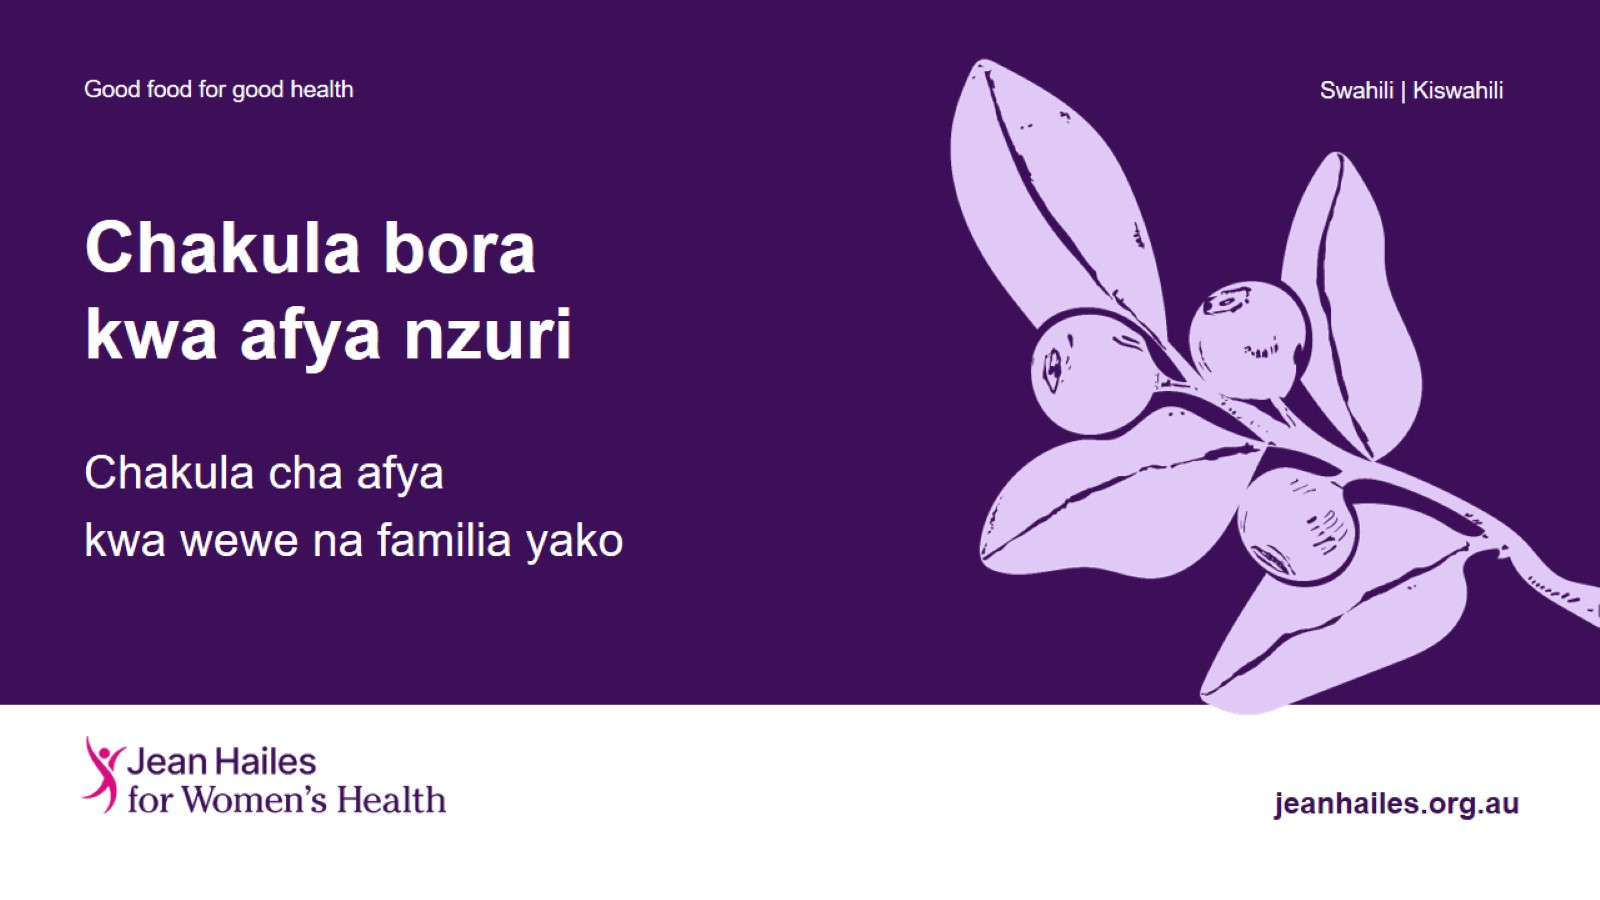 Good food for good health
Swahili | Kiswahili
Chakula bora
kwa afya nzuri
Chakula cha afya
kwa wewe na familia yako
Jean Hailes
for Women’s Health
jeanhailes.org.au